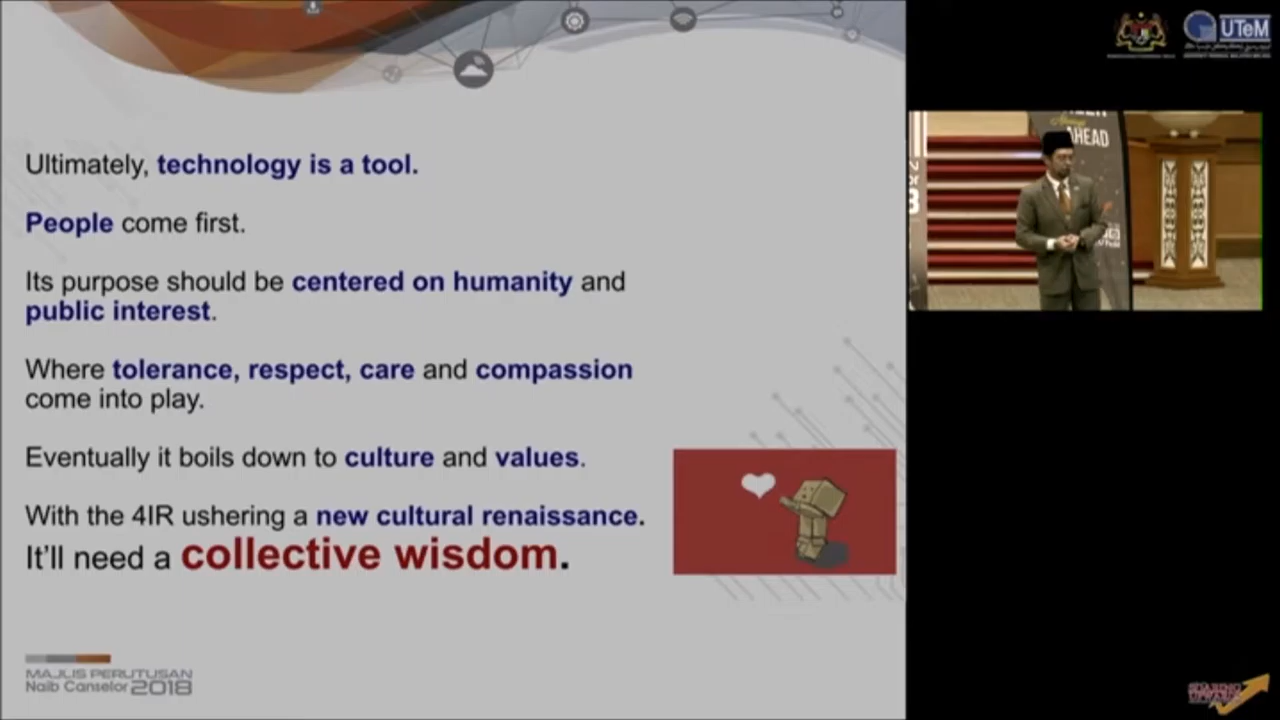 Ultimately, technology is a tool.
People come first.
Its purpose should be centered on humanity and
public interest.
Where tolerance, respect, care and compassion
come into play.
Eventually it boils down to culture and values.
With the 4IR ushering a new cultural renaissance.
It'll need a collective wisdom.
MAJLIS PERUTUSAN
Naib Canselor 2018
UTeM
Always
AHEAD